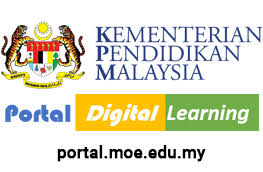 KEMENTERIAN
PENDIDIKAN
MALAYSIA
Portal Digital Learning
portal.moe.edu.my